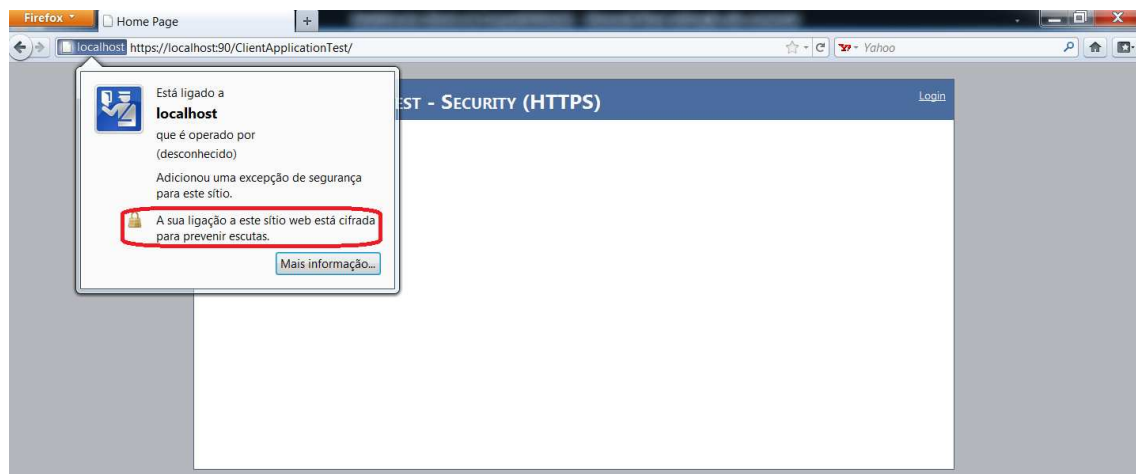 Firefox
Home Page
+
localhost https://localhost:90/ClientApplicationTest/
Yahoo
EST - SECURITY (HTTPS)
Login
Está ligado a
localhost
que é operado por
(desconhecido)
Adicionou uma excepção de segurança
para este sítio.
A sua ligação a este sítio web está cifrada
para prevenir escutas.
Mais informação...